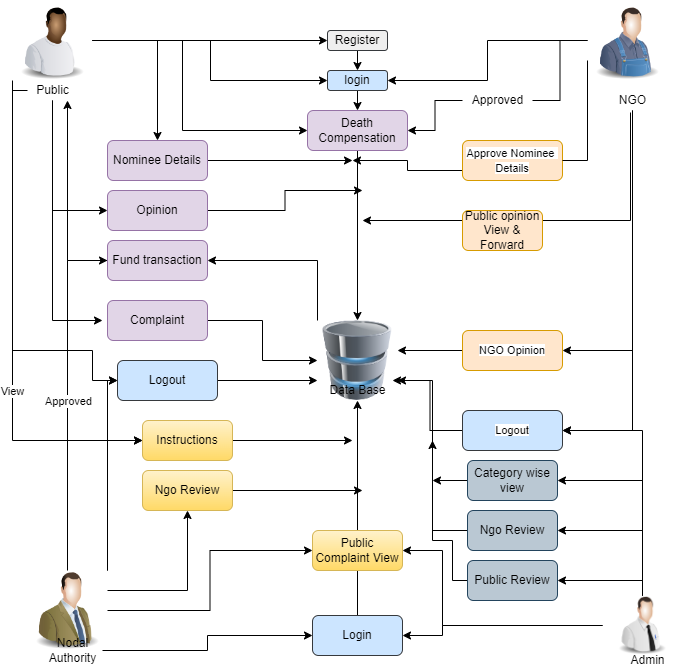 Register
Public
login
Approved
NGO
Death
Compensation
Nominee Details
Approve Nominee
Details
Opinion
Public opinion
View &
Forward
Fund transaction
Complaint
NGO Opinion
Logout
Data Base
View
Approved
Instructions
Logout
Category wise
view
Ngo Review
Ngo Review
Public
Complaint View
Public Review
Login
Nodal
Authority
Admin